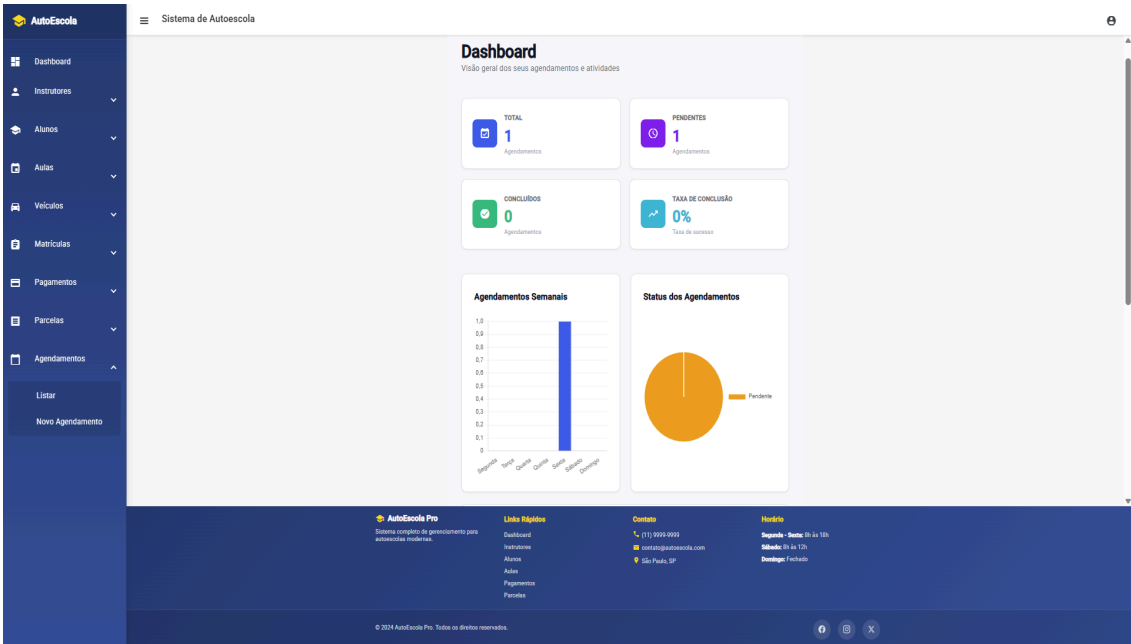 AutoEscola
Sistema de Autoescola
Dashboard
Instrutores
Alunos
Aulas
Veículos
Matrículas
Pagamentos
Parcelas
Agendamentos
Listar
Novo Agendamento
Dashboard
Visão geral dos seus agendamentos e atividades
TOTAL
1
Agendamentos
PENDENTES
1
Agendamentos
CONCLUÍDOS
0
Agendamentos
TAXA DE CONCLUSÃO
0%
Taxa de sucesso
Agendamentos Semanais
1,0
0,9
0,8
0,7
0,6
0,5
0,4
0,3
0,2
0,1
0
Segunda
Terça
Quarta
Quinta
Sexta
Sábado
Domingo
Status dos Agendamentos
Pendente
AutoEscola Pro
Sistema completo de gerenciamento para
autoescolas modernas.
Links Rápidos
Dashboard
Instrutores
Alunos
Aulas
Pagamentos
Parcelas
Contato
(11) 9999-9999
contato@autoescola.com
São Paulo, SP
Horário
Segunda - Sexta: 8h às 18h
Sábado: 8h às 12h
Domingo: Fechado
© 2024 AutoEscola Pro. Todos os direitos reservados.